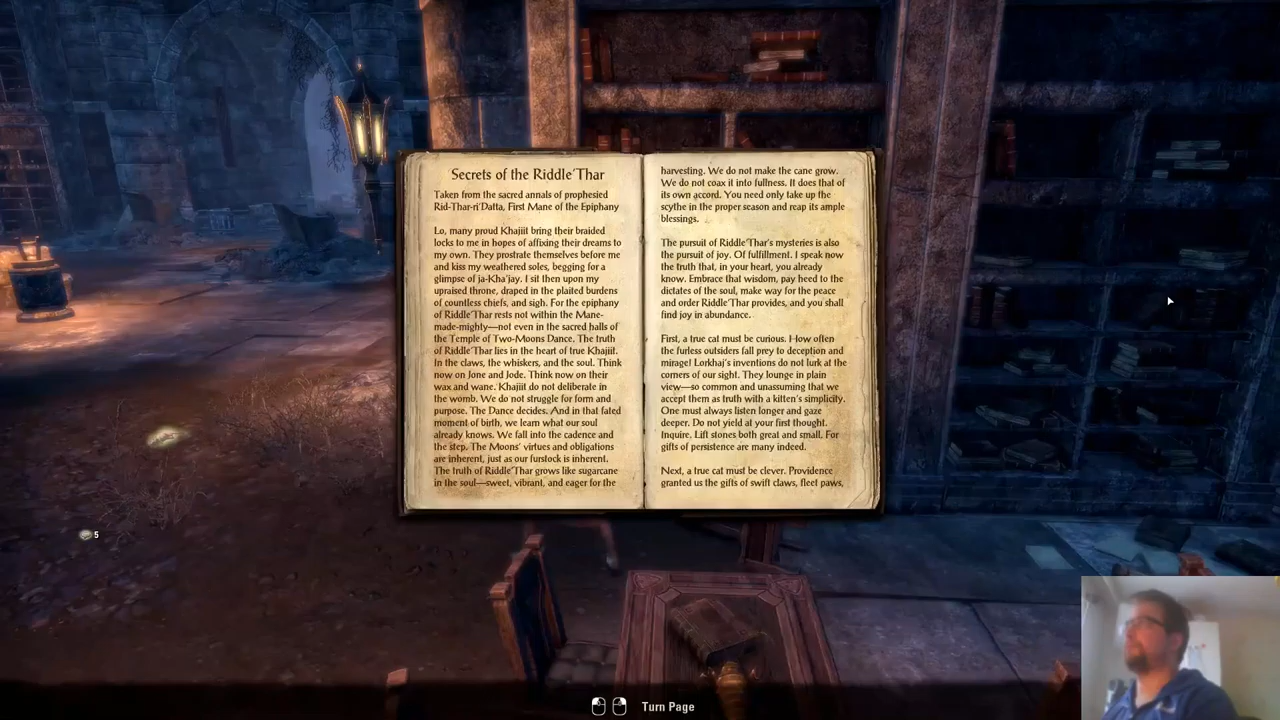 Secrets of the Riddle'Thar
Taken from the sacred annals of prophesied
Rid-Thar-ri'Datta, First Mane of the Epiphany
Lo, many proud Khajiit bring their braided
locks to me in hopes of affixing their dreams to
my own. They prostrate themselves before me
and kiss my weathered soles, begging for a
glimpse of ja-Kha'jay. I sit then upon my
upraised throne, draped in the plaited burdens
of countless chiefs, and sigh. For the epiphany
of Riddle'Thar rests not within the Mane-
made-mighty—not even in the sacred halls of
the Temple of Two-Moons Dance. The truth
of Riddle'Thar lies in the heart of true Khajiit.
In the claws, the whiskers, and the soul. Think
now on Jone and Jode. Think now on their
wax and wane. Khajiit do not deliberate in
the womb. We do not struggle for form and
purpose. The Dance decides. And in that fated
moment of birth, we learn what our soul
already knows. We fall into the cadence and
the step. The Moons' virtues and obligations
are inherent, just as our furstock is inherent.
The truth of Riddle'Thar grows like sugarcane
in the soul—sweet, vibrant, and eager for the
harvesting. We do not make the cane grow.
We do not coax it into fullness. It does that of
its own accord. You need only take up the
scythe in the proper season and reap its ample
blessings.
The pursuit of Riddle'Thar's mysteries is also
the pursuit of joy. Of fulfillment. I speak now
the truth that, in your heart, you already
know. Embrace that wisdom, pay heed to the
dictates of the soul, make way for the peace
and order Riddle'Thar provides, and you shall
find joy in abundance.
First, a true cat must be curious. How often
the furless outsiders fall prey to deception and
mirage! Lorkhaj's inventions do not lurk at the
corners of our sight. They lounge in plain
view—so common and unassuming that we
accept them as truth with a kitten's simplicity.
One must always listen longer and gaze
deeper. Do not yield at your first thought.
Inquire. Lift stones both great and small. For
gifts of persistence are many indeed.
Next, a true cat must be clever. Providence
granted us the gifts of swift claws, fleet paws,
5
Turn Page